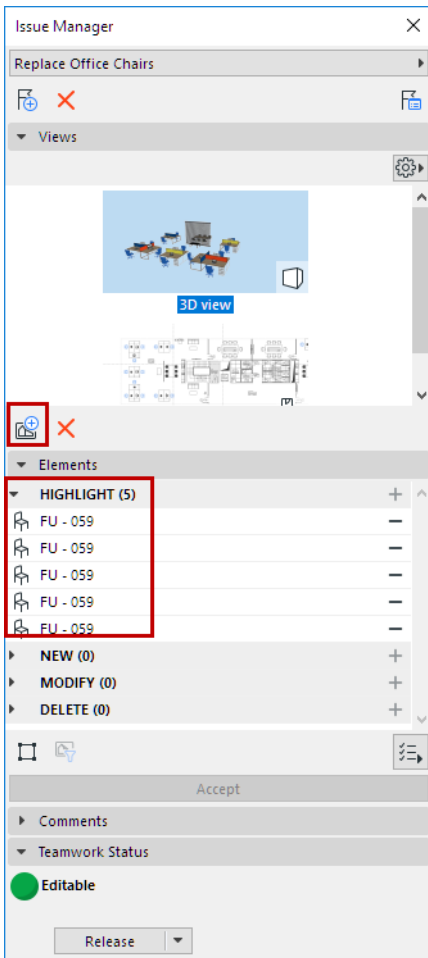 Issue Manager
Replace Office Chairs
Views
3D view
Elements
HIGHLIGHT (5)
FU - 059
FU - 059
FU - 059
FU - 059
FU - 059
NEW (0)
MODIFY (0)
DELETE (0)
Accept
Comments
Teamwork Status
Editable
Release